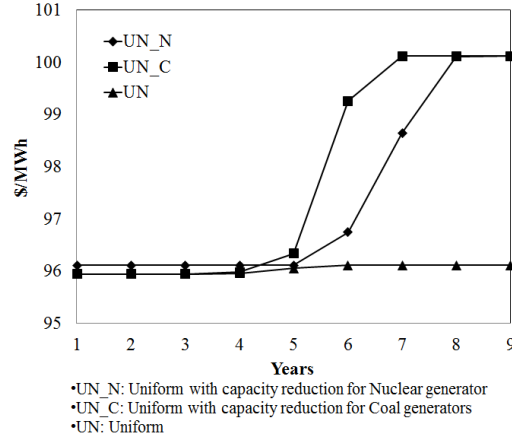 101
100
99
98
97
96
95
$/MWh
UN_N
UN_C
UN
1 2 3 4 5 6 7 8 9
Years
•UN_N: Uniform with capacity reduction for Nuclear generator
•UN_C: Uniform with capacity reduction for Coal generators
•UN: Uniform